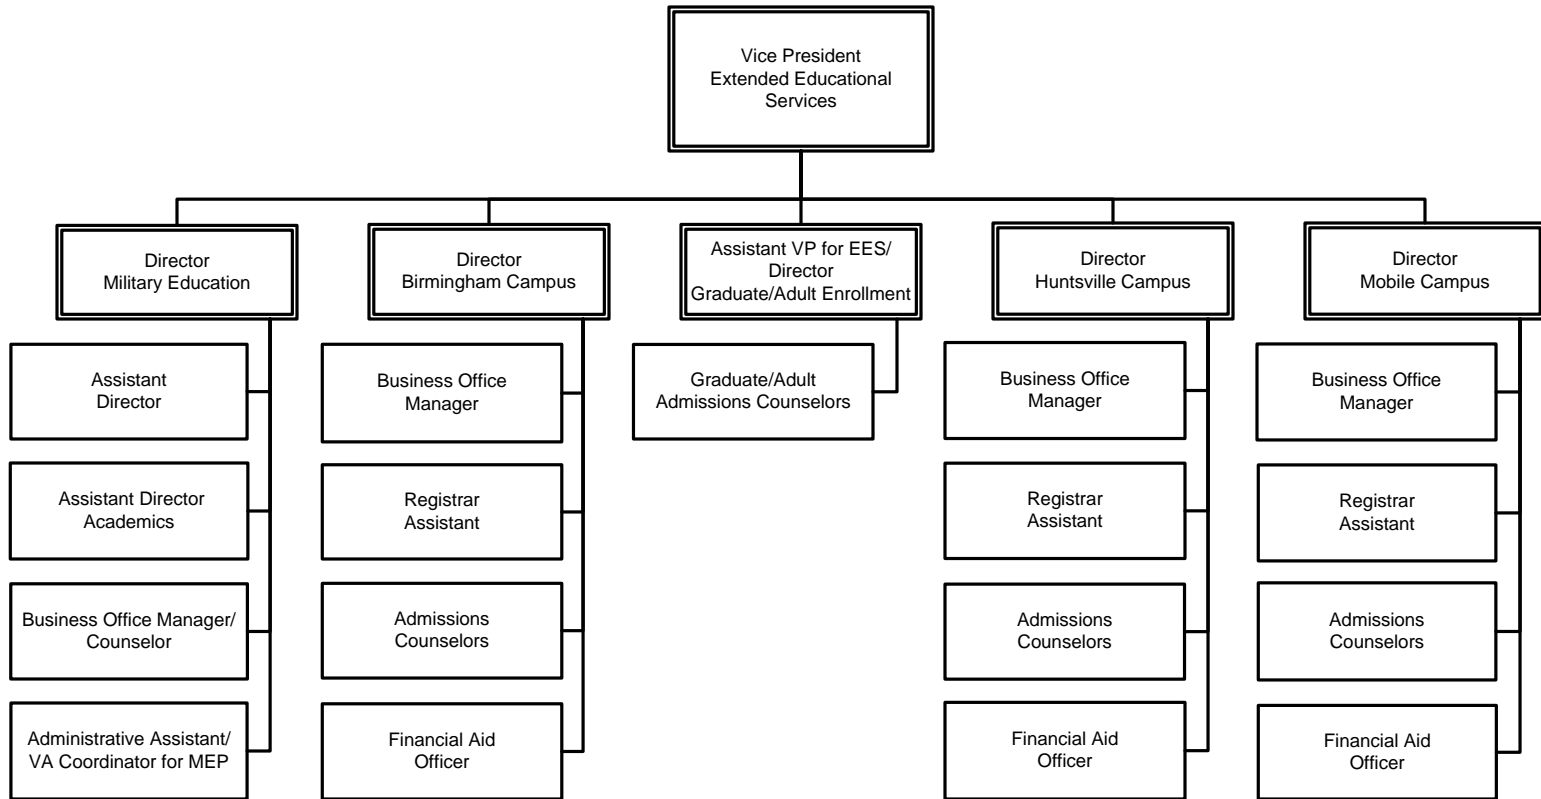 Vice President
Extended Educational
Services
Director
Military Education
Director
Birmingham Campus
Assistant VP for EES/
Director
Graduate/Adult Enrollment
Director
Huntsville Campus
Director
Mobile Campus
Assistant
Director
Business Office
Manager
Graduate/Adult
Admissions Counselors
Business Office
Manager
Business Office
Manager
Assistant Director
Academics
Registrar
Assistant
Registrar
Assistant
Registrar
Assistant
Business Office Manager/
Counselor
Admissions
Counselors
Admissions
Counselors
Admissions
Counselors
Administrative Assistant/
VA Coordinator for MEP
Financial Aid
Officer
Financial Aid
Officer
Financial Aid
Officer